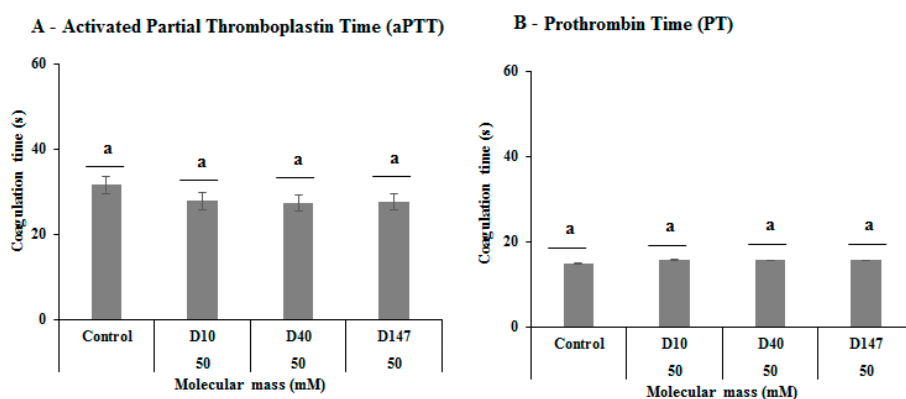 A - Activated Partial Thromboplastin Time (aPTT)
60
40
20
0
Coagulation time (s)
a
a
a
a
Control
D10
D40
D147
50
50
50
Molecular mass (mM)
B - Prothrombin Time (PT)
60
40
20
0
Coagulation time (s)
a
a
a
a
Control
D10
D40
D147
50
50
50
Molecular mass (mM)